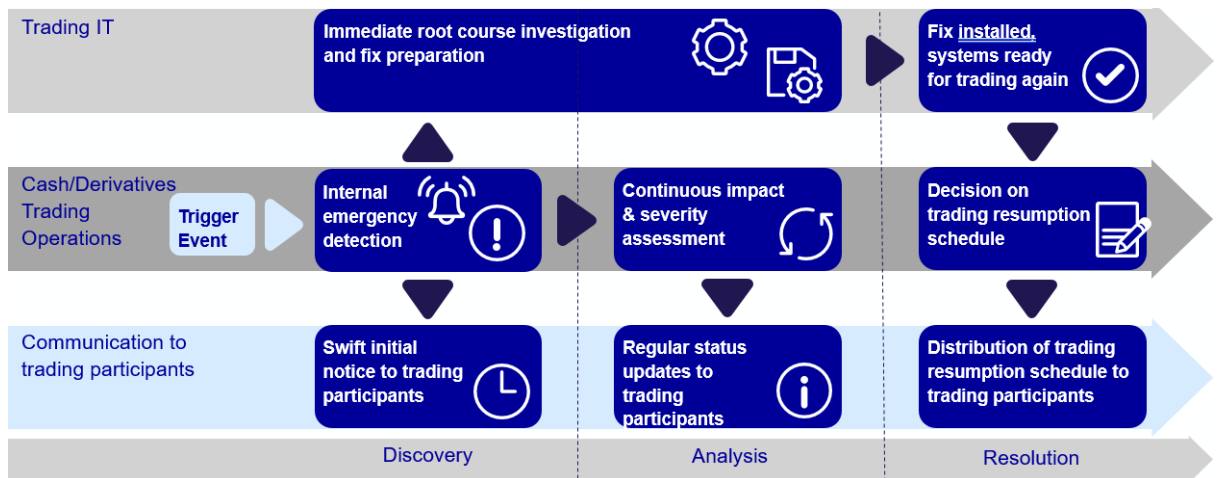 Trading IT
Immediate root course investigation
and fix preparation
Fix installed,
systems ready
for trading again
Cash/Derivatives
Trading
Operations
Trigger
Event
Internal
emergency
detection
Continuous impact
& severity
assessment
Decision on
trading resumption
schedule
Communication to
trading participants
Swift initial
notice to trading
participants
Regular status
updates to
trading
participants
Distribution of trading
resumption schedule to
trading participants
Discovery
Analysis
Resolution